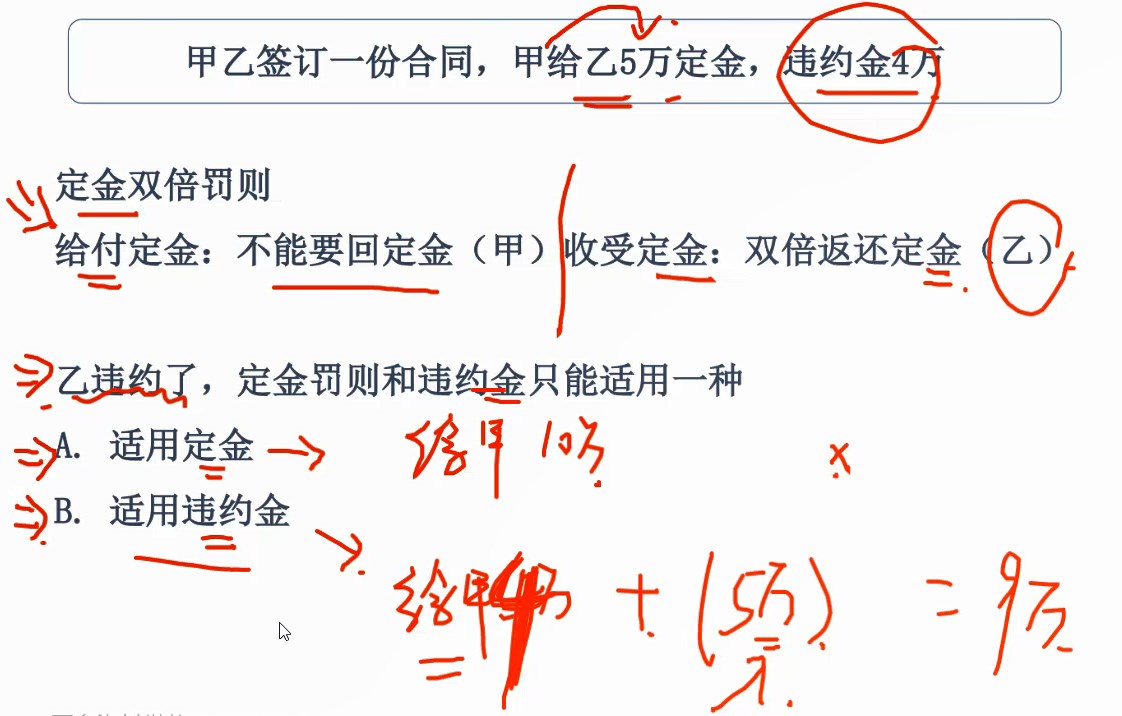 甲乙签订一份合同，甲给乙5万定金，违约金4万
定金双倍罚则
给付定金：不能要回定金（甲）收受定金：双倍返还定金（乙）
乙违约了，定金罚则和违约金只能适用一种
A. 适用定金 给甲 10万
B. 适用违约金
给甲4万 + (5万) = 9万